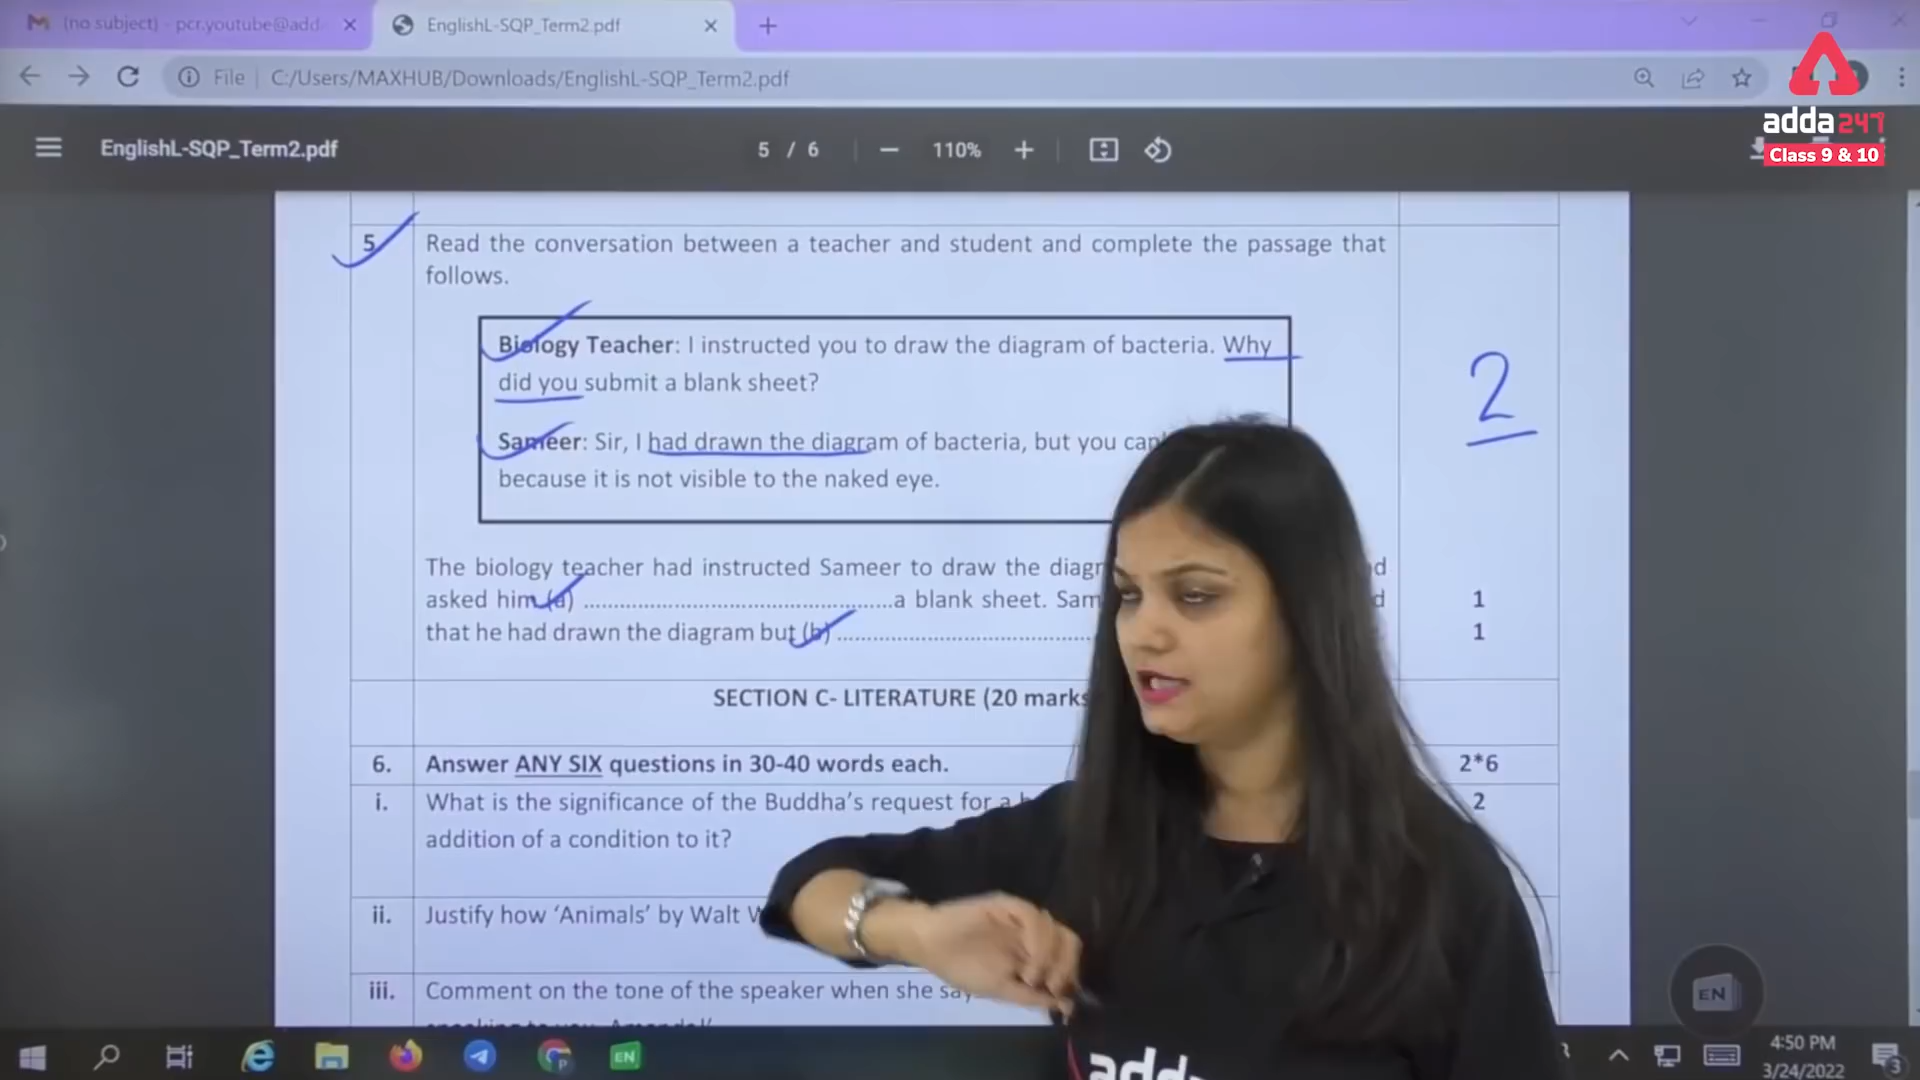 (no subject) - pcr.youtube@add
EnglishL-SQP_Term2.pdf
File
C:/Users/MAXHUB/Downloads/EnglishL-SQP_Term2.pdf
adda247
Class 9 & 10
EnglishL-SQP_Term2.pdf
5 / 6
110%
5
Read the conversation between a teacher and student and complete the passage that
follows.
Biology Teacher: I instructed you to draw the diagram of bacteria. Why
did you submit a blank sheet?
2
Sameer: Sir, I had drawn the diagram of bacteria, but you
because it is not visible to the naked eye.
The biology teacher had instructed Sameer to draw the
asked him (a) ................................................a blank sheet.
1
that he had drawn the diagram but (b) .......................................
1
SECTION C- LITERATURE (20 marks
6.
Answer ANY SIX questions in 30-40 words each.
2*6
i.
What is the significance of the Buddha's request for a
2
addition of a condition to it?
ii.
Justify how 'Animals' by Walt
iii.
Comment on the tone of the speaker when she
EN
adda
EN
4:50 PM
3/24/2022
3